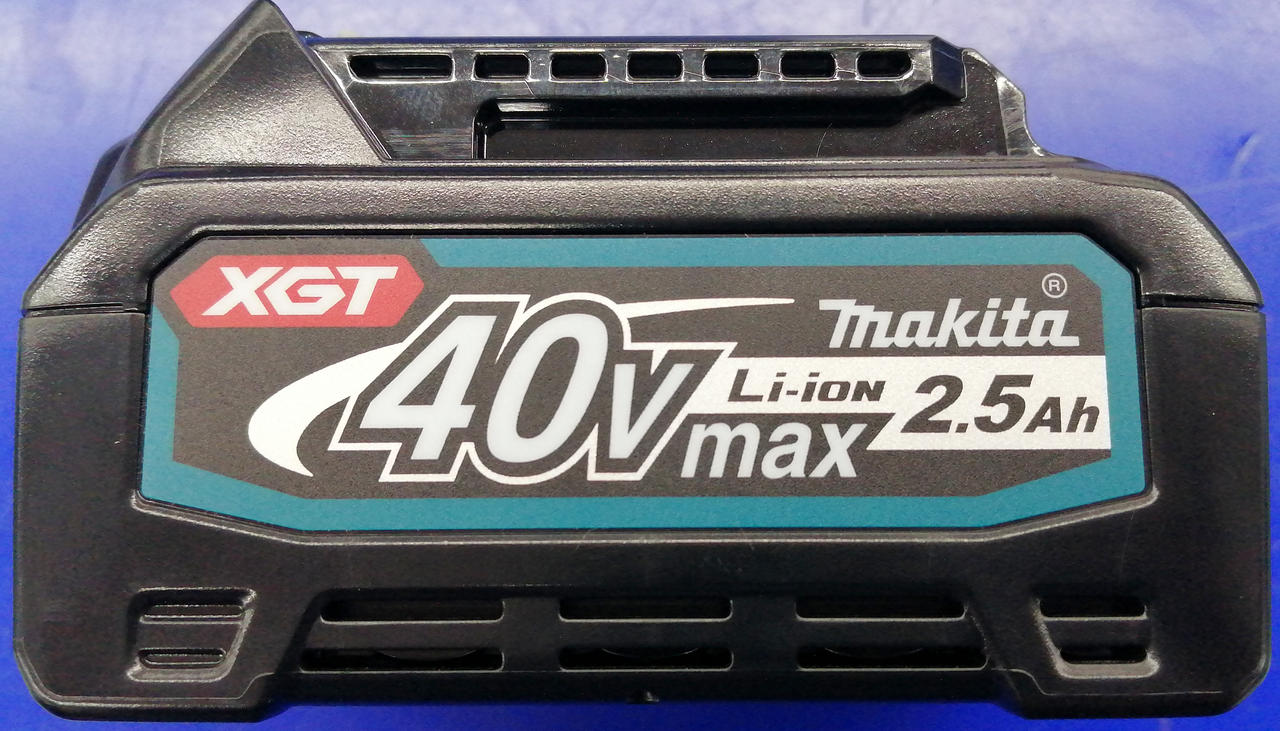 XGT
makita ®
40v max
Li-ion 2.5Ah